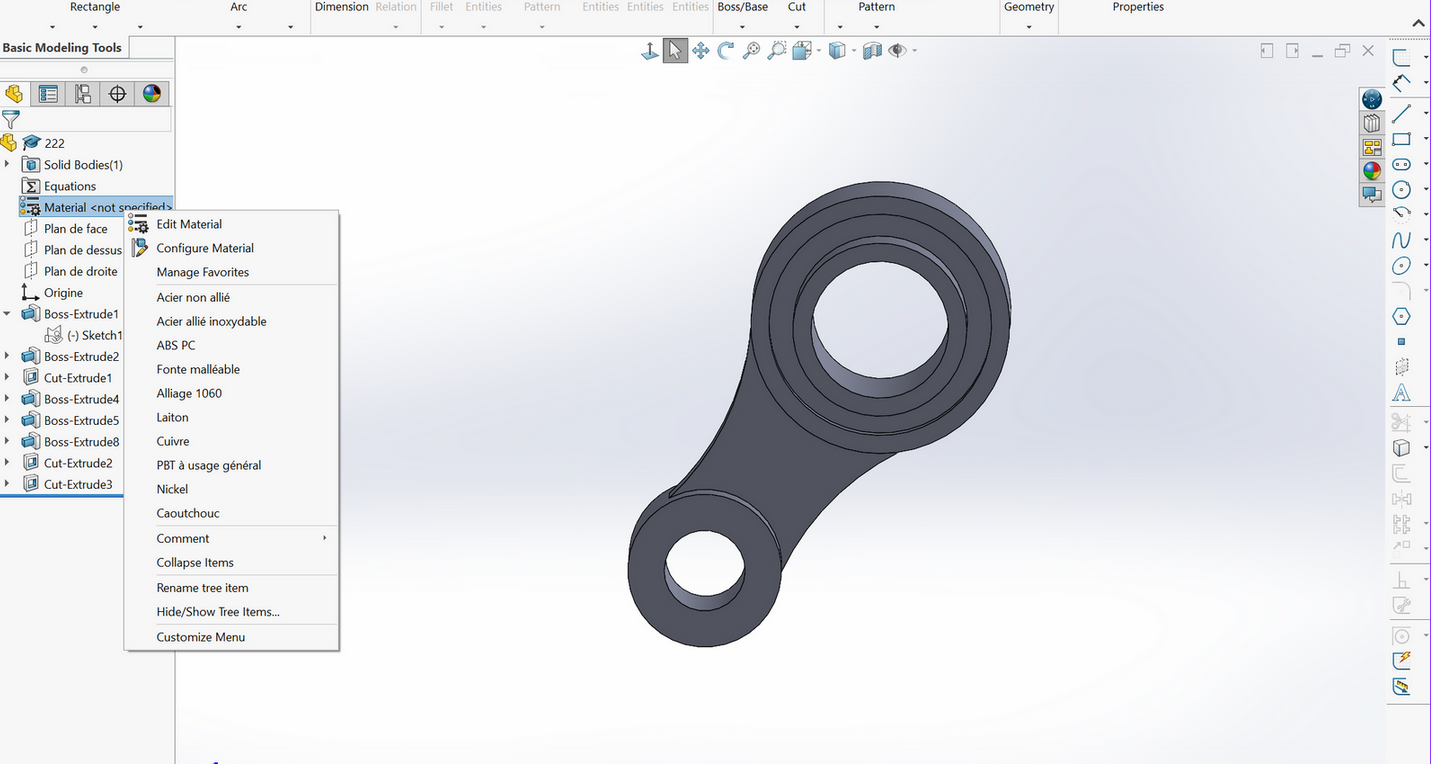 Rectangle Arc Dimension Relation Fillet Entities Pattern Entities Entities Entities Boss/Base Cut Pattern Geometry Properties
Basic Modeling Tools
222
Solid Bodies(1)
Equations
Material <not specified>
Plan de face
Plan de dessus
Plan de droite
Origine
Boss-Extrude1
(-) Sketch1
Boss-Extrude2
Cut-Extrude1
Boss-Extrude4
Boss-Extrude5
Boss-Extrude8
Cut-Extrude2
Cut-Extrude3
Edit Material
Configure Material
Manage Favorites
Acier non allié
Acier allié inoxydable
ABS PC
Fonte malléable
Alliage 1060
Laiton
Cuivre
PBT à usage général
Nickel
Caoutchouc
Comment
Collapse Items
Rename tree item
Hide/Show Tree Items...
Customize Menu